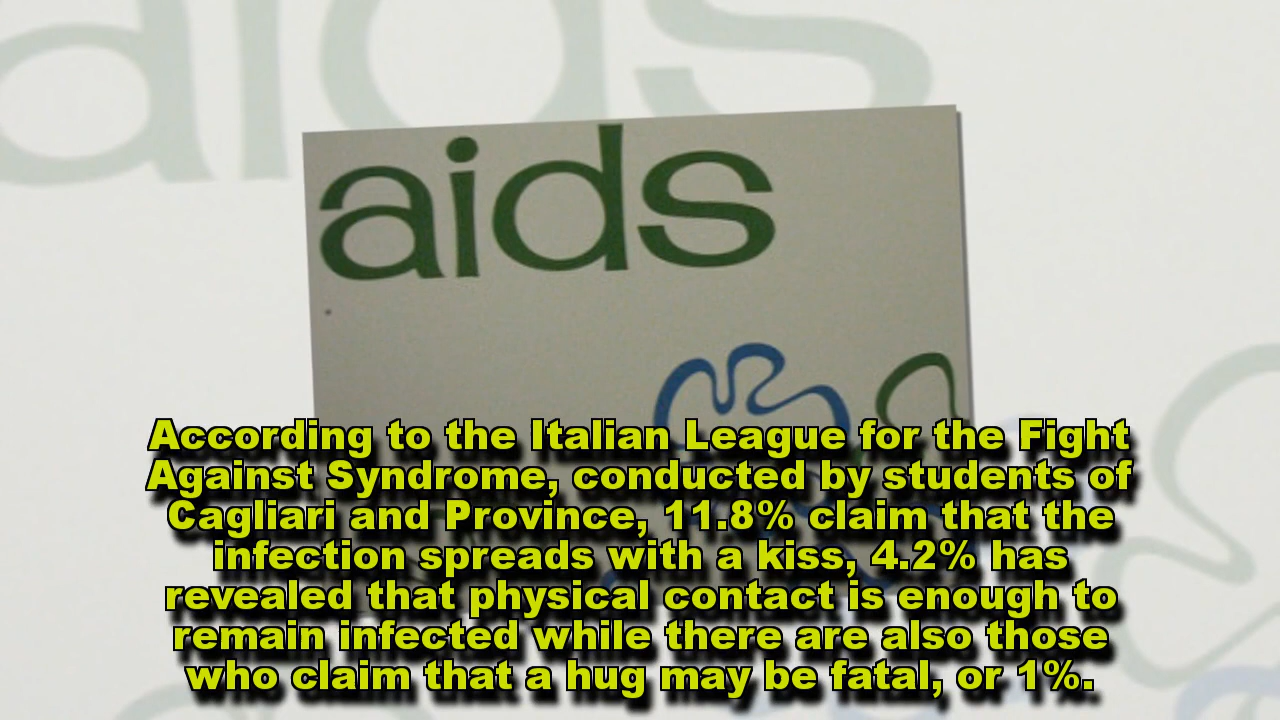 aids
aids
According to the Italian League for the Fight
Against Syndrome, conducted by students of
Cagliari and Province, 11.8% claim that the
infection spreads with a kiss, 4.2% has
revealed that physical contact is enough to
remain infected while there are also those
who claim that a hug may be fatal, or 1%.